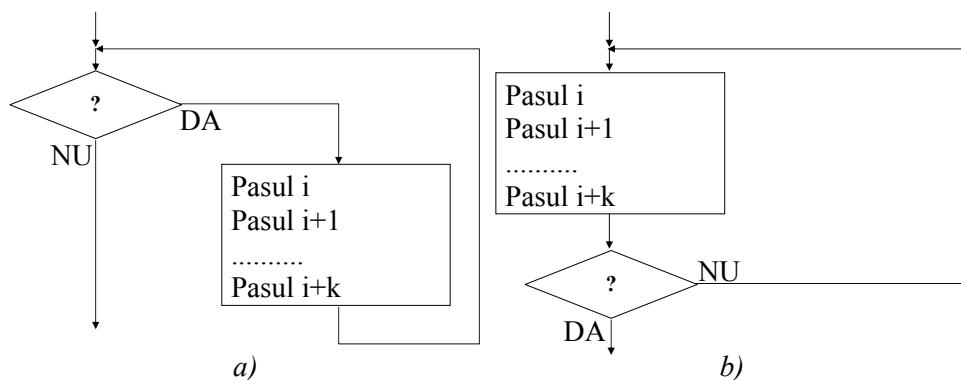 ?
DA
NU
Pasul i
Pasul i+1
..........
Pasul i+k
a)
Pasul i
Pasul i+1
..........
Pasul i+k
?
NU
DA
b)